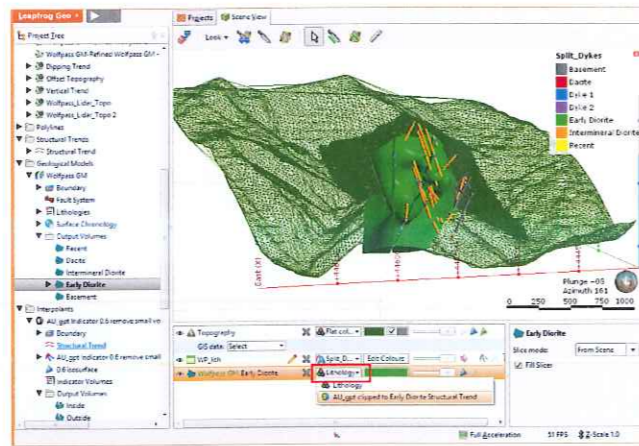 Leapfrog Geo
Projects
Scene View
Project Tree
Look
Wolfpass GM-Refined Wolfpass GM -
Dipping Trend
Offset Topography
Vertical Trend
Wolfpass_Lidar_Topo
Wolfpass_Lidar_Topo 2
Polylines
Structural Trends
Structural Trend
Geological Models
Wolfpass GM
Boundary
Fault System
Lithologies
Surface Chronology
Output Volumes
Recent
Dacite
Intermineral Diorite
Early Diorite
Basement
Interpolants
AU_gpt Indicator 0.6 remove small vo
Boundary
Structural Trend
AU_gpt Indicator 0.6 remove small
0.6 isosurface
Indicator Volumes
Output Volumes
Inside
Outside
Split_Dykes
Basement
Dacite
Dyke 1
Dyke 2
Early Diorite
Intermineral Diorite
Recent
East (X)
Plunge -05
Azimuth 161
0 250 500 750 1000
Topography
Flat col...
GIS data: Select
WP_lith
Split_D...
Edit Colours
Wolfpass GM: Early Diorite
Lithology
Lithology
AU_gpt clipped to Early Diorite Structural Trend
Early Diorite
Slice mode:
From Scene
Fill Slicer
Full Acceleration
51 FPS
Z-Scale 1.0